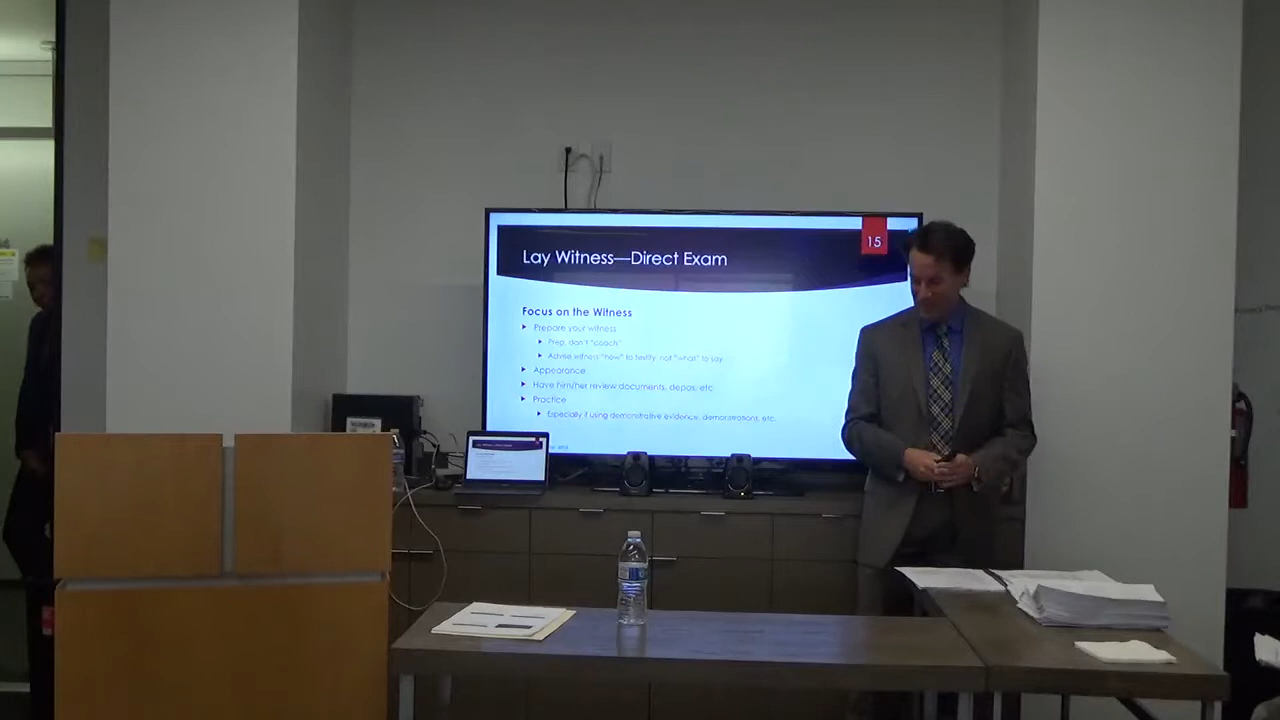 15
Lay Witness—Direct Exam
Focus on the Witness
Prepare your witness
Prep, don't "coach"
Advise witness "how" to testify, not "what" to say
Appearance
Have him/her review documents, depos, etc.
Practice
Especially if using demonstrative evidence, demonstrations, etc.